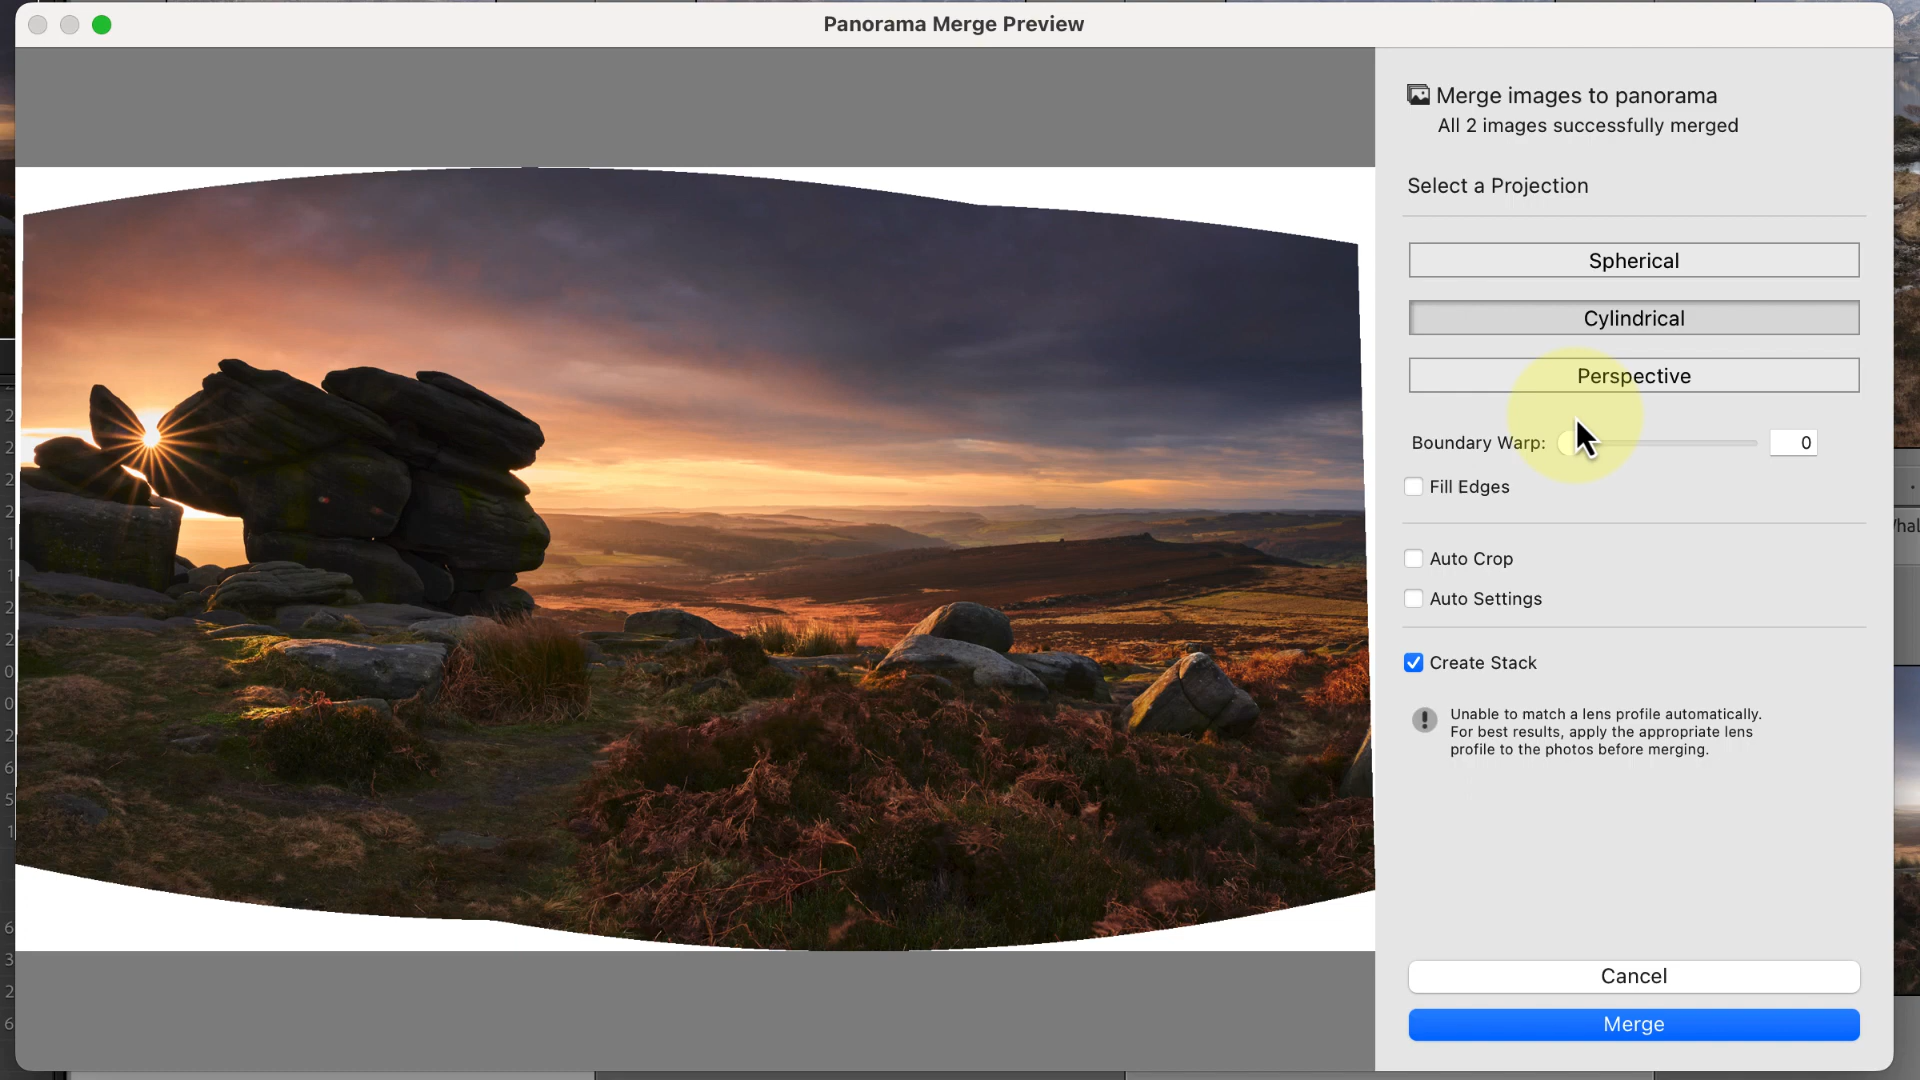 Panorama Merge Preview
Merge images to panorama
All 2 images successfully merged
Select a Projection
Spherical
Cylindrical
Perspective
Boundary Warp:
0
Fill Edges
Auto Crop
Auto Settings
Create Stack
Unable to match a lens profile automatically.
For best results, apply the appropriate lens
profile to the photos before merging.
Cancel
Merge